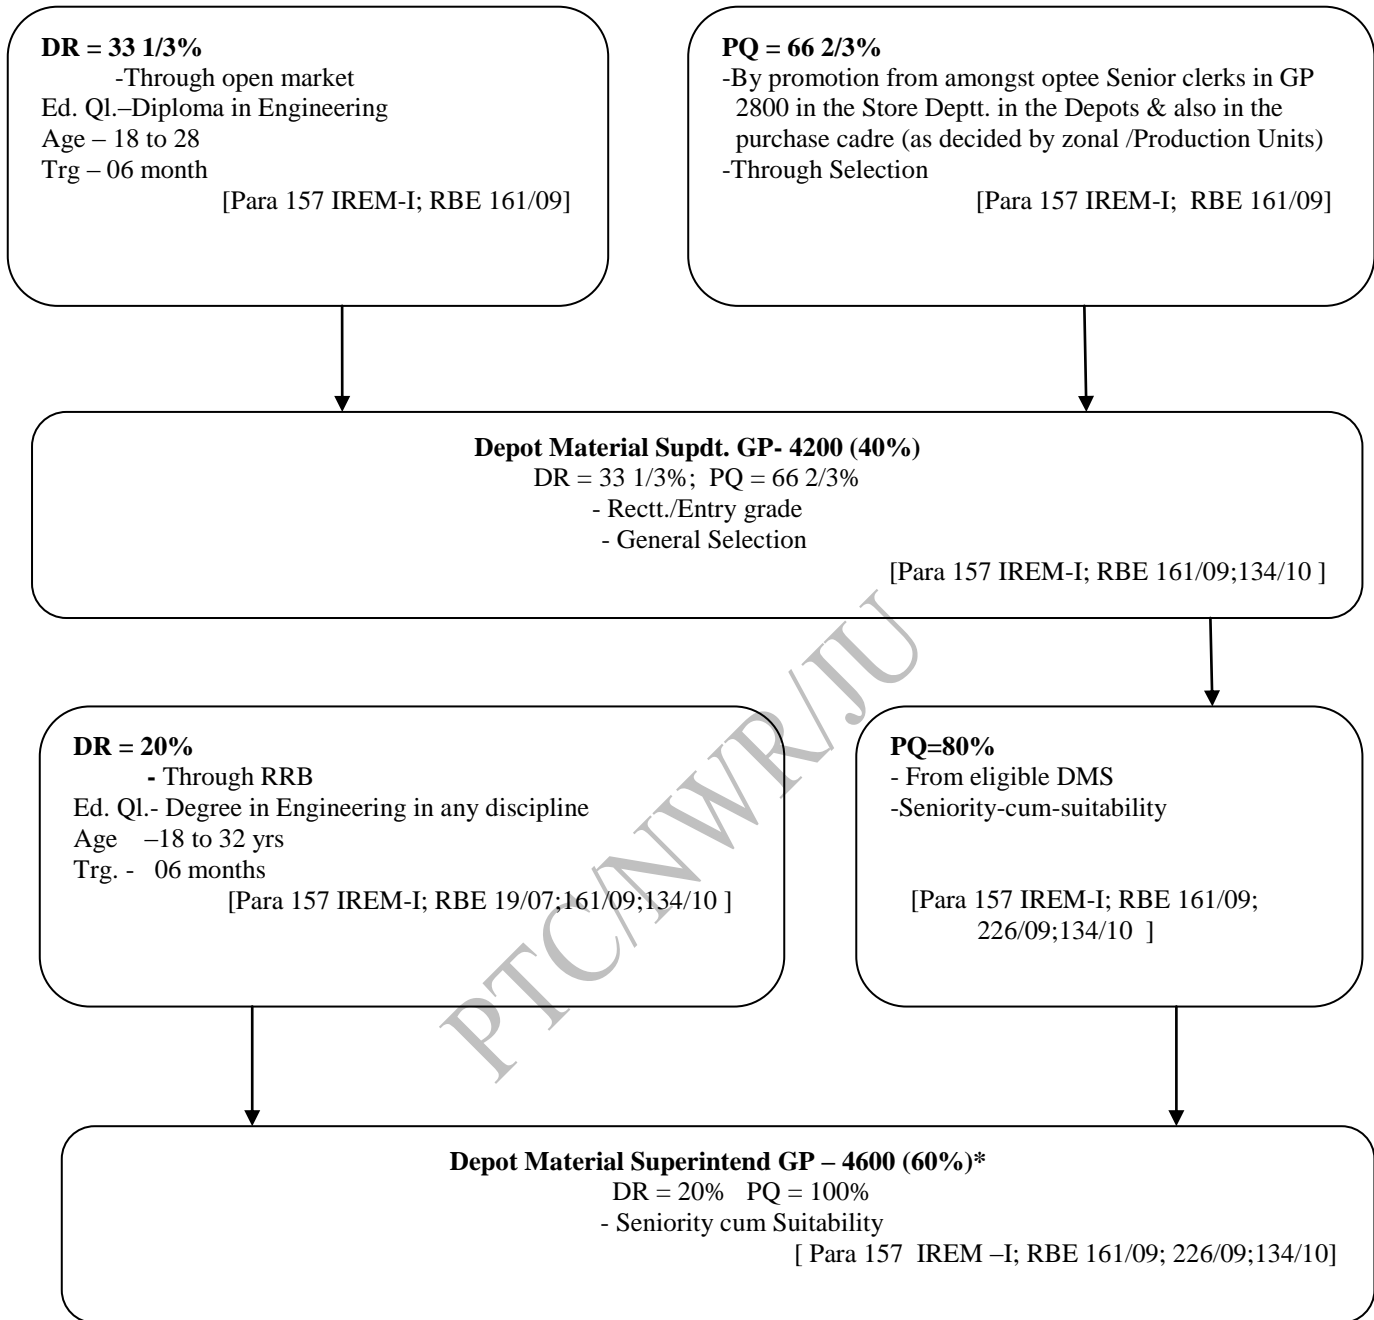 DR = 33 1/3%
-Through open market
Ed. Ql.–Diploma in Engineering
Age – 18 to 28
Trg – 06 month
[Para 157 IREM-I; RBE 161/09]
PQ = 66 2/3%
-By promotion from amongst optee Senior clerks in GP
2800 in the Store Deptt. in the Depots & also in the
purchase cadre (as decided by zonal /Production Units)
-Through Selection
[Para 157 IREM-I; RBE 161/09]
Depot Material Supdt. GP- 4200 (40%)
DR = 33 1/3%; PQ = 66 2/3%
- Rectt./Entry grade
- General Selection
[Para 157 IREM-I; RBE 161/09;134/10 ]
DR = 20%
- Through RRB
Ed. Ql.- Degree in Engineering in any discipline
Age –18 to 32 yrs
Trg. - 06 months
[Para 157 IREM-I; RBE 19/07;161/09;134/10 ]
PQ=80%
- From eligible DMS
-Seniority-cum-suitability
[Para 157 IREM-I; RBE 161/09;
226/09;134/10 ]
PTC/NWR/JU
Depot Material Superintend GP – 4600 (60%)*
DR = 20% PQ = 100%
- Seniority cum Suitability
[ Para 157 IREM –I; RBE 161/09; 226/09;134/10]